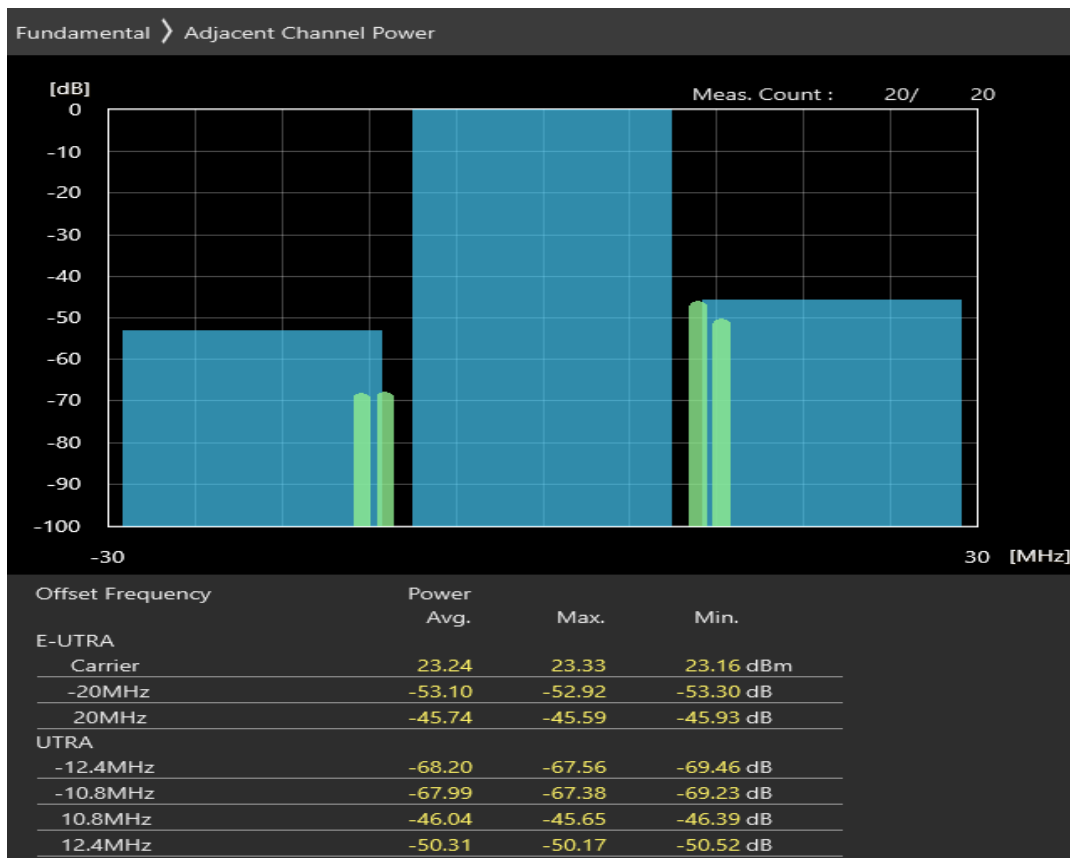 Fundamental 〉 Adjacent Channel Power
[dB]
Meas. Count : 20/ 20
0
-10
-20
-30
-40
-50
-60
-70
-80
-90
-100
-30 30 [MHz]
Offset Frequency Power
Avg. Max. Min.
E-UTRA
Carrier 23.24 23.33 23.16 dBm
-20MHz -53.10 -52.92 -53.30 dB
20MHz -45.74 -45.59 -45.93 dB
UTRA
-12.4MHz -68.20 -67.56 -69.46 dB
-10.8MHz -67.99 -67.38 -69.23 dB
10.8MHz -46.04 -45.65 -46.39 dB
12.4MHz -50.31 -50.17 -50.52 dB